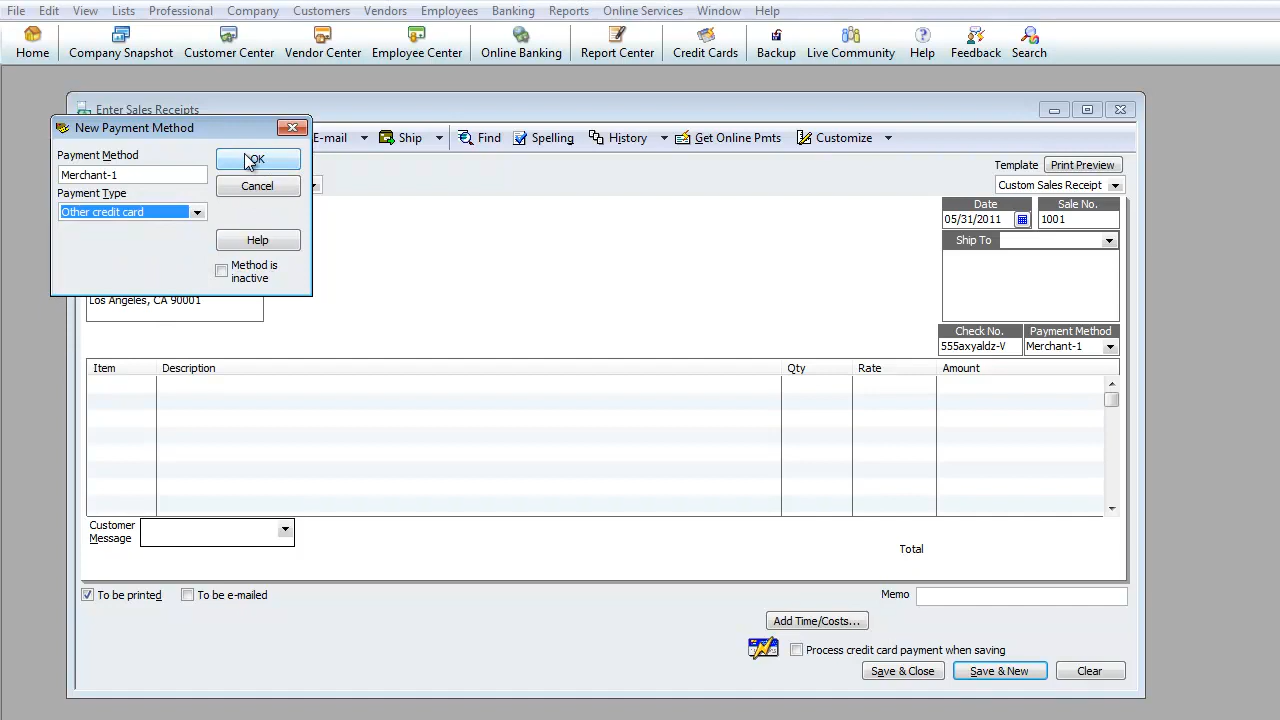 File Edit View Lists Professional Company Customers Vendors Employees Banking Reports Online Services Window Help
Home Company Snapshot Customer Center Vendor Center Employee Center Online Banking Report Center Credit Cards Backup Live Community Help Feedback Search
Enter Sales Receipts
New Payment Method
E-mail Ship Find Spelling History Get Online Pmts Customize
Payment Method
OK
Merchant-1
Cancel
Payment Type
Other credit card
Help
Method is
inactive
Template Print Preview
Custom Sales Receipt
Date Sale No.
05/31/2011 1001
Ship To
Los Angeles, CA 90001
Check No. Payment Method
555axyaldz-V Merchant-1
Item Description Qty Rate Amount
Customer
Message
Total
To be printed To be e-mailed
Memo
Add Time/Costs...
Process credit card payment when saving
Save & Close Save & New Clear